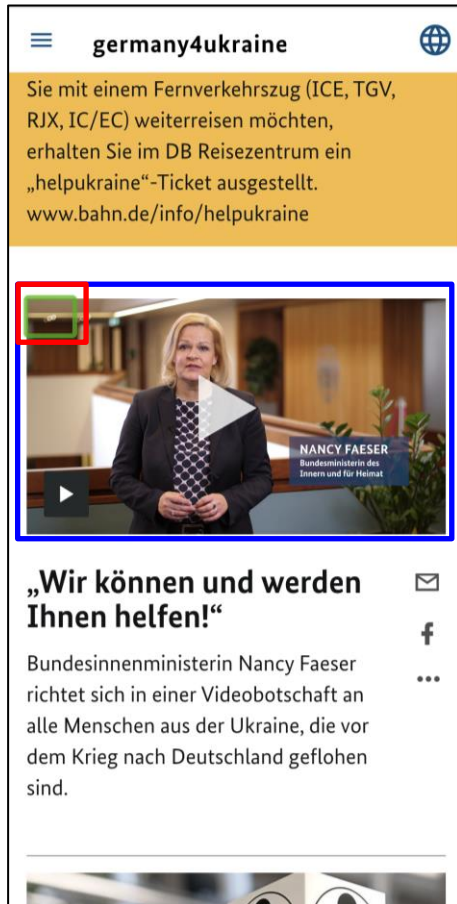 germany4ukraine
Sie mit einem Fernverkehrszug (ICE, TGV,
RJX, IC/EC) weiterreisen möchten,
erhalten Sie im DB Reisezentrum ein
„helpukraine“-Ticket ausgestellt.
www.bahn.de/info/helpukraine
NANCY FAESER
Bundesministerin des
Innern und für Heimat
„Wir können und werden
Ihnen helfen!“
Bundesinnenministerin Nancy Faeser
richtet sich in einer Videobotschaft an
alle Menschen aus der Ukraine, die vor
dem Krieg nach Deutschland geflohen
sind.